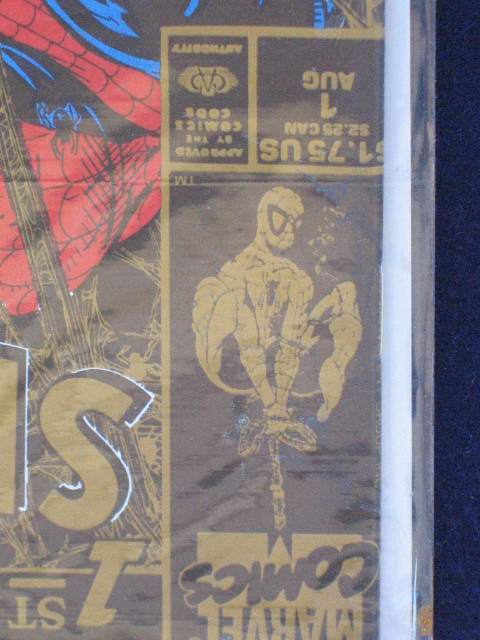 MARVEL
COMICS
1ST
TM
$1.75 US
$2.25 CAN
1
AUG
APPROVED
BY THE
COMICS
CODE
AUTHORITY